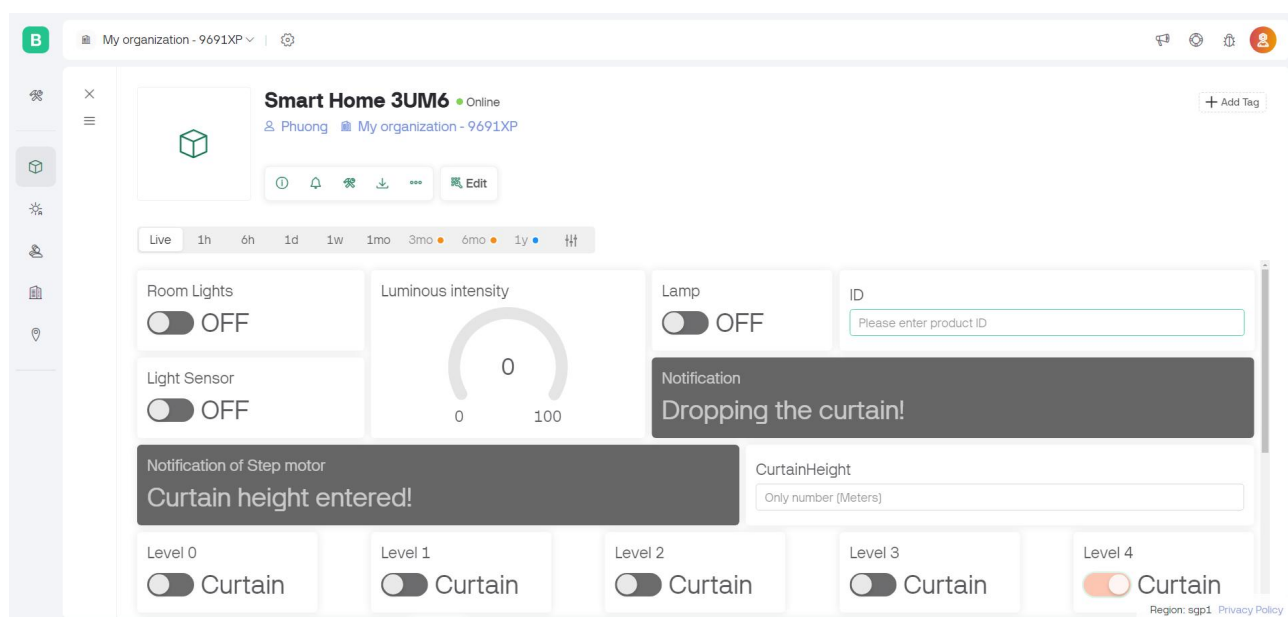 B
My organization - 9691XP
Smart Home 3UM6 Online
Phuong My organization - 9691XP
Add Tag
Edit
Live 1h 6h 1d 1w 1mo 3mo 6mo 1y
Room Lights
OFF
Luminous intensity
0
0 100
Lamp
OFF
ID
Please enter product ID
Light Sensor
OFF
Notification
Dropping the curtain!
Notification of Step motor
Curtain height entered!
CurtainHeight
Only number (Meters)
Level 0
Curtain
Level 1
Curtain
Level 2
Curtain
Level 3
Curtain
Level 4
Curtain
Region: sgp1 Privacy Policy